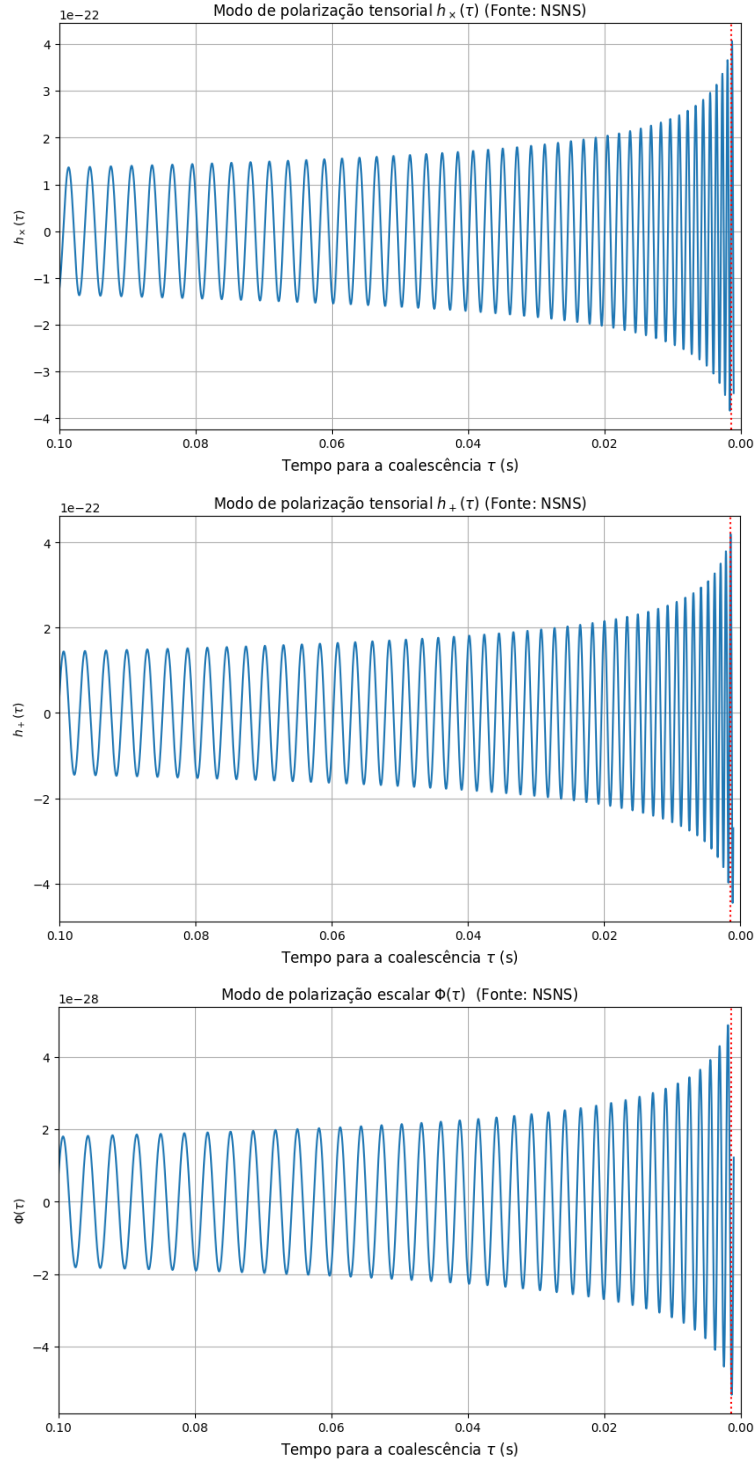 Modo de polarização tensorial h×(τ) (Fonte: NSNS)
1e−22
4
3
2
1
0
−1
−2
−3
−4
h×(τ)
0.10 0.08 0.06 0.04 0.02 0.00
Tempo para a coalescência τ (s)
Modo de polarização tensorial h+(τ) (Fonte: NSNS)
1e−22
4
2
0
−2
−4
h+(τ)
0.10 0.08 0.06 0.04 0.02 0.00
Tempo para a coalescência τ (s)
Modo de polarização escalar Φ(τ) (Fonte: NSNS)
1e−28
4
2
0
−2
−4
Φ(τ)
0.10 0.08 0.06 0.04 0.02 0.00
Tempo para a coalescência τ (s)